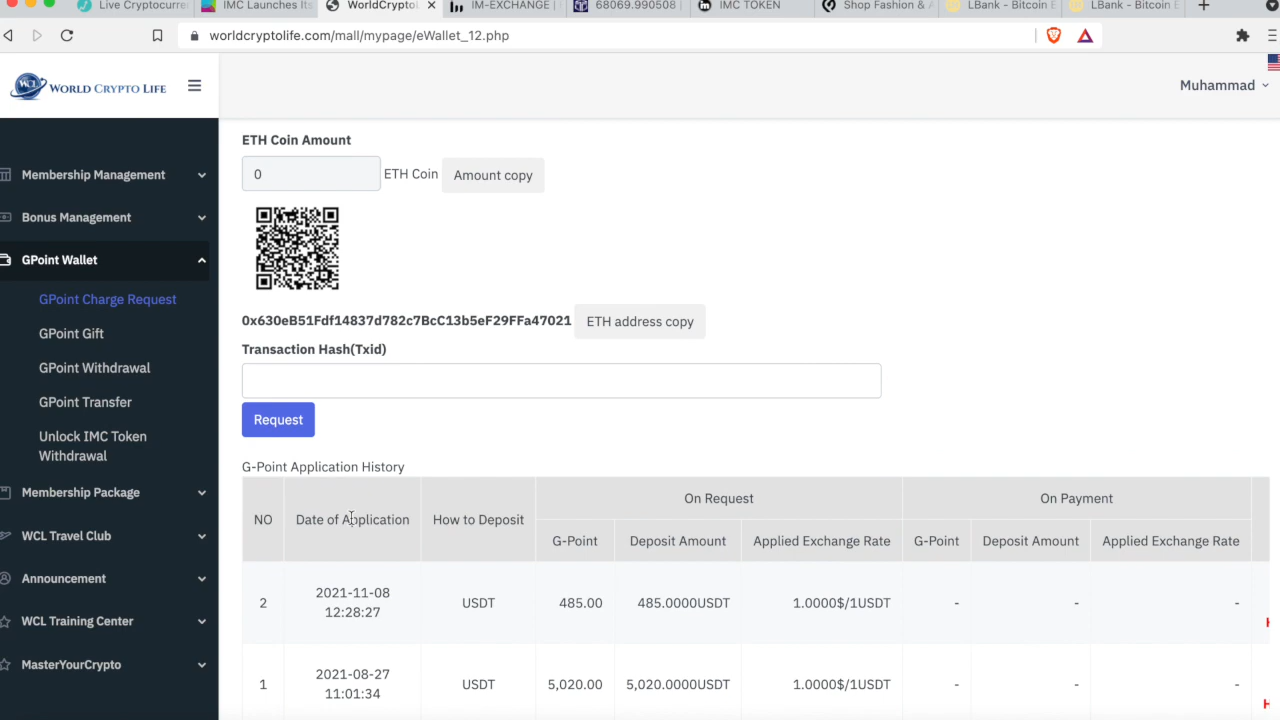 Live Cryptocurre
IMC Launches Its
WorldCrypto
IM-EXCHANGE |
68069.990508 |
IMC TOKEN
Shop Fashion &
LBank - Bitcoin E
LBank - Bitcoin E
worldcryptolife.com/mall/mypage/eWallet_12.php
WCL WORLD CRYPTO LIFE
Muhammad
Membership Management
Bonus Management
GPoint Wallet
GPoint Charge Request
GPoint Gift
GPoint Withdrawal
GPoint Transfer
Unlock IMC Token
Withdrawal
Membership Package
WCL Travel Club
Announcement
WCL Training Center
MasterYourCrypto
ETH Coin Amount
0 ETH Coin Amount copy
0x630eB51Fdf14837d782c7BcC13b5eF29FFa47021 ETH address copy
Transaction Hash(Txid)
Request
G-Point Application History
NO Date of Application How to Deposit On Request On Payment
G-Point Deposit Amount Applied Exchange Rate G-Point Deposit Amount Applied Exchange Rate
2 2021-11-08 12:28:27 USDT 485.00 485.0000USDT 1.0000$/1USDT - - -
1 2021-08-27 11:01:34 USDT 5,020.00 5,020.0000USDT 1.0000$/1USDT - - -